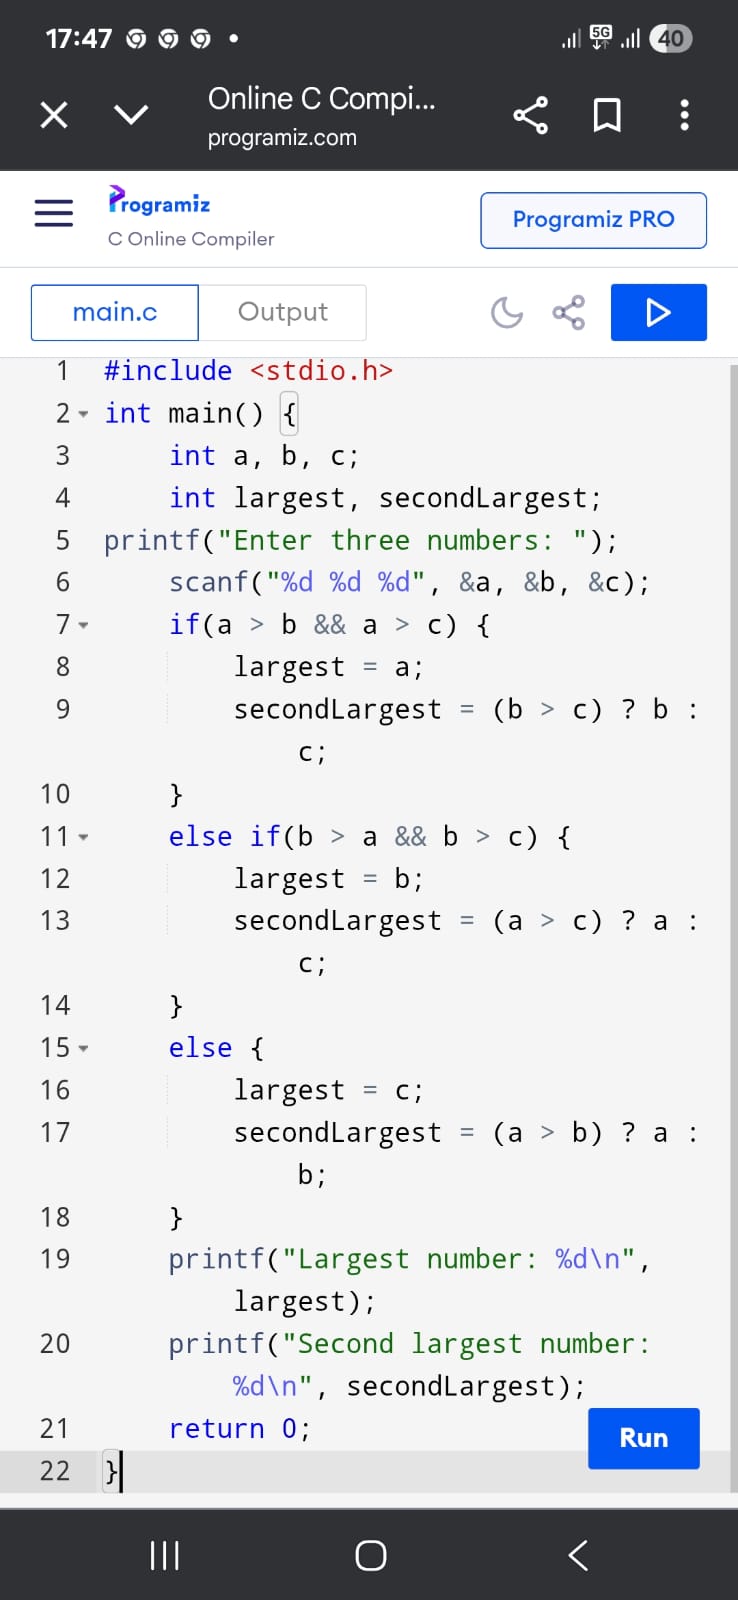 17:47
5G
40
Online C Compi...
programiz.com
Programiz
C Online Compiler
Programiz PRO
main.c
Output
1 #include <stdio.h>
2 int main() {
3     int a, b, c;
4     int largest, secondLargest;
5 printf("Enter three numbers: ");
6     scanf("%d %d %d", &a, &b, &c);
7     if(a > b && a > c) {
8         largest = a;
9         secondLargest = (b > c) ? b :
            c;
10     }
11     else if(b > a && b > c) {
12         largest = b;
13         secondLargest = (a > c) ? a :
            c;
14     }
15     else {
16         largest = c;
17         secondLargest = (a > b) ? a :
            b;
18     }
19     printf("Largest number: %d\n",
        largest);
20     printf("Second largest number:
        %d\n", secondLargest);
21     return 0;
Run
22 }